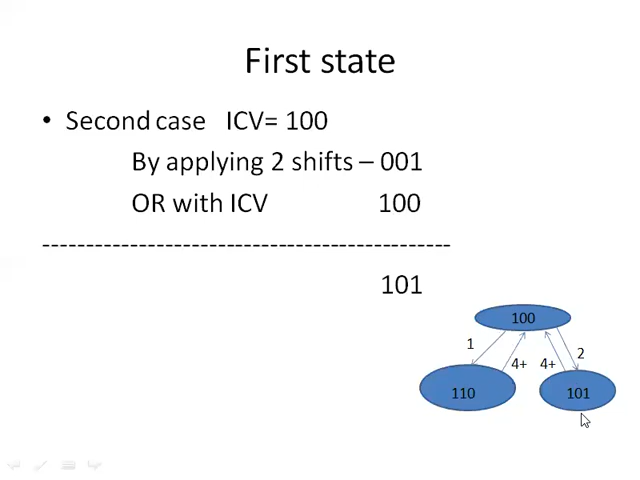 First state
• Second case ICV= 100
By applying 2 shifts – 001
OR with ICV 100
-----------------------------------------------
101
100
1
2
4+ 4+
110
101